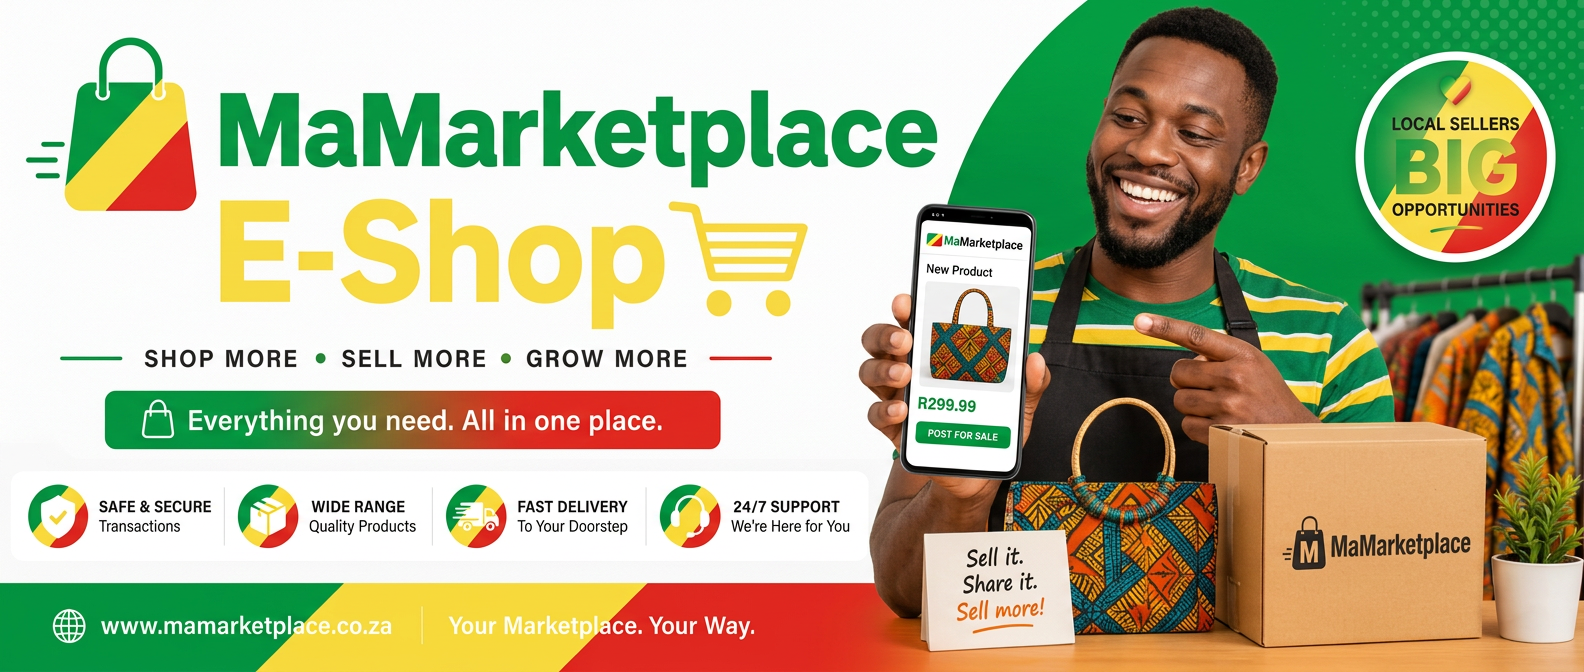 MaMarketplace
E-Shop
SHOP MORE • SELL MORE • GROW MORE
Everything you need. All in one place.
SAFE & SECURE
Transactions
WIDE RANGE
Quality Products
FAST DELIVERY
To Your Doorstep
24/7 SUPPORT
We're Here for You
www.mamarketplace.co.za
Your Marketplace. Your Way.
MaMarketplace
New Product
R299.99
POST FOR SALE
LOCAL SELLERS
BIG
OPPORTUNITIES
Sell it.
Share it.
Sell more!
M
MaMarketplace